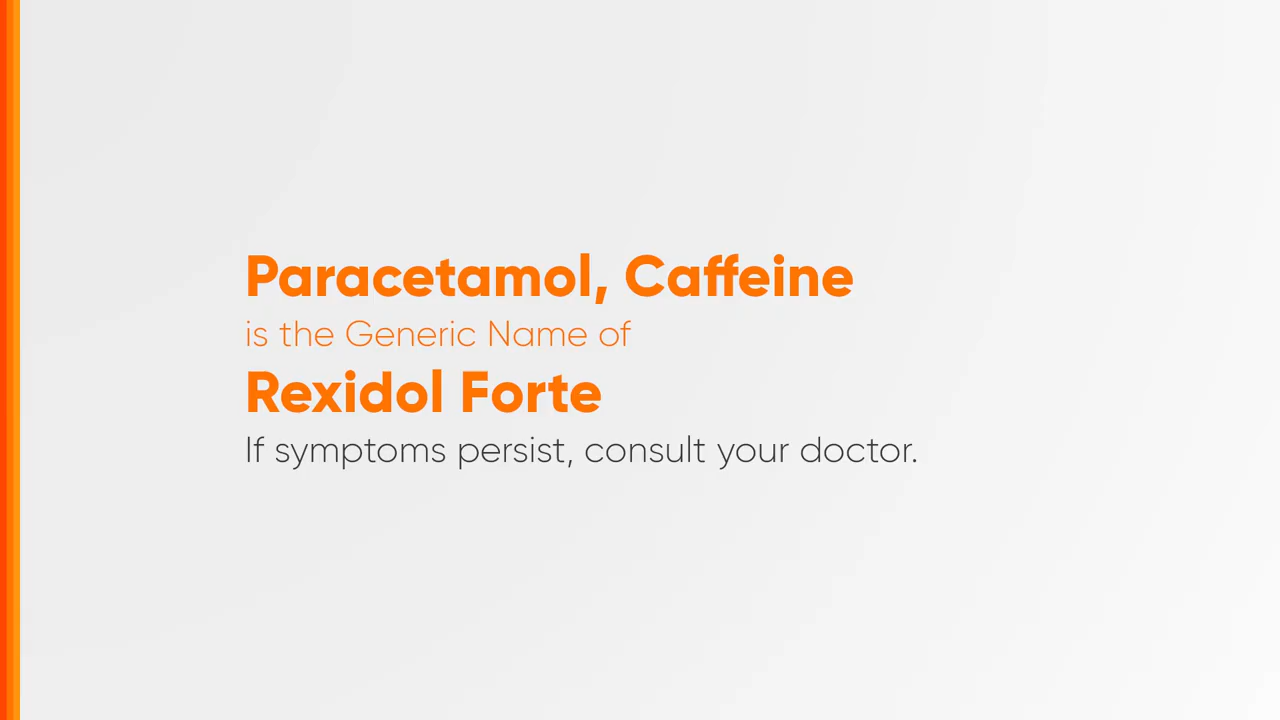 Paracetamol, Caffeine
is the Generic Name of
Rexidol Forte
If symptoms persist, consult your doctor.